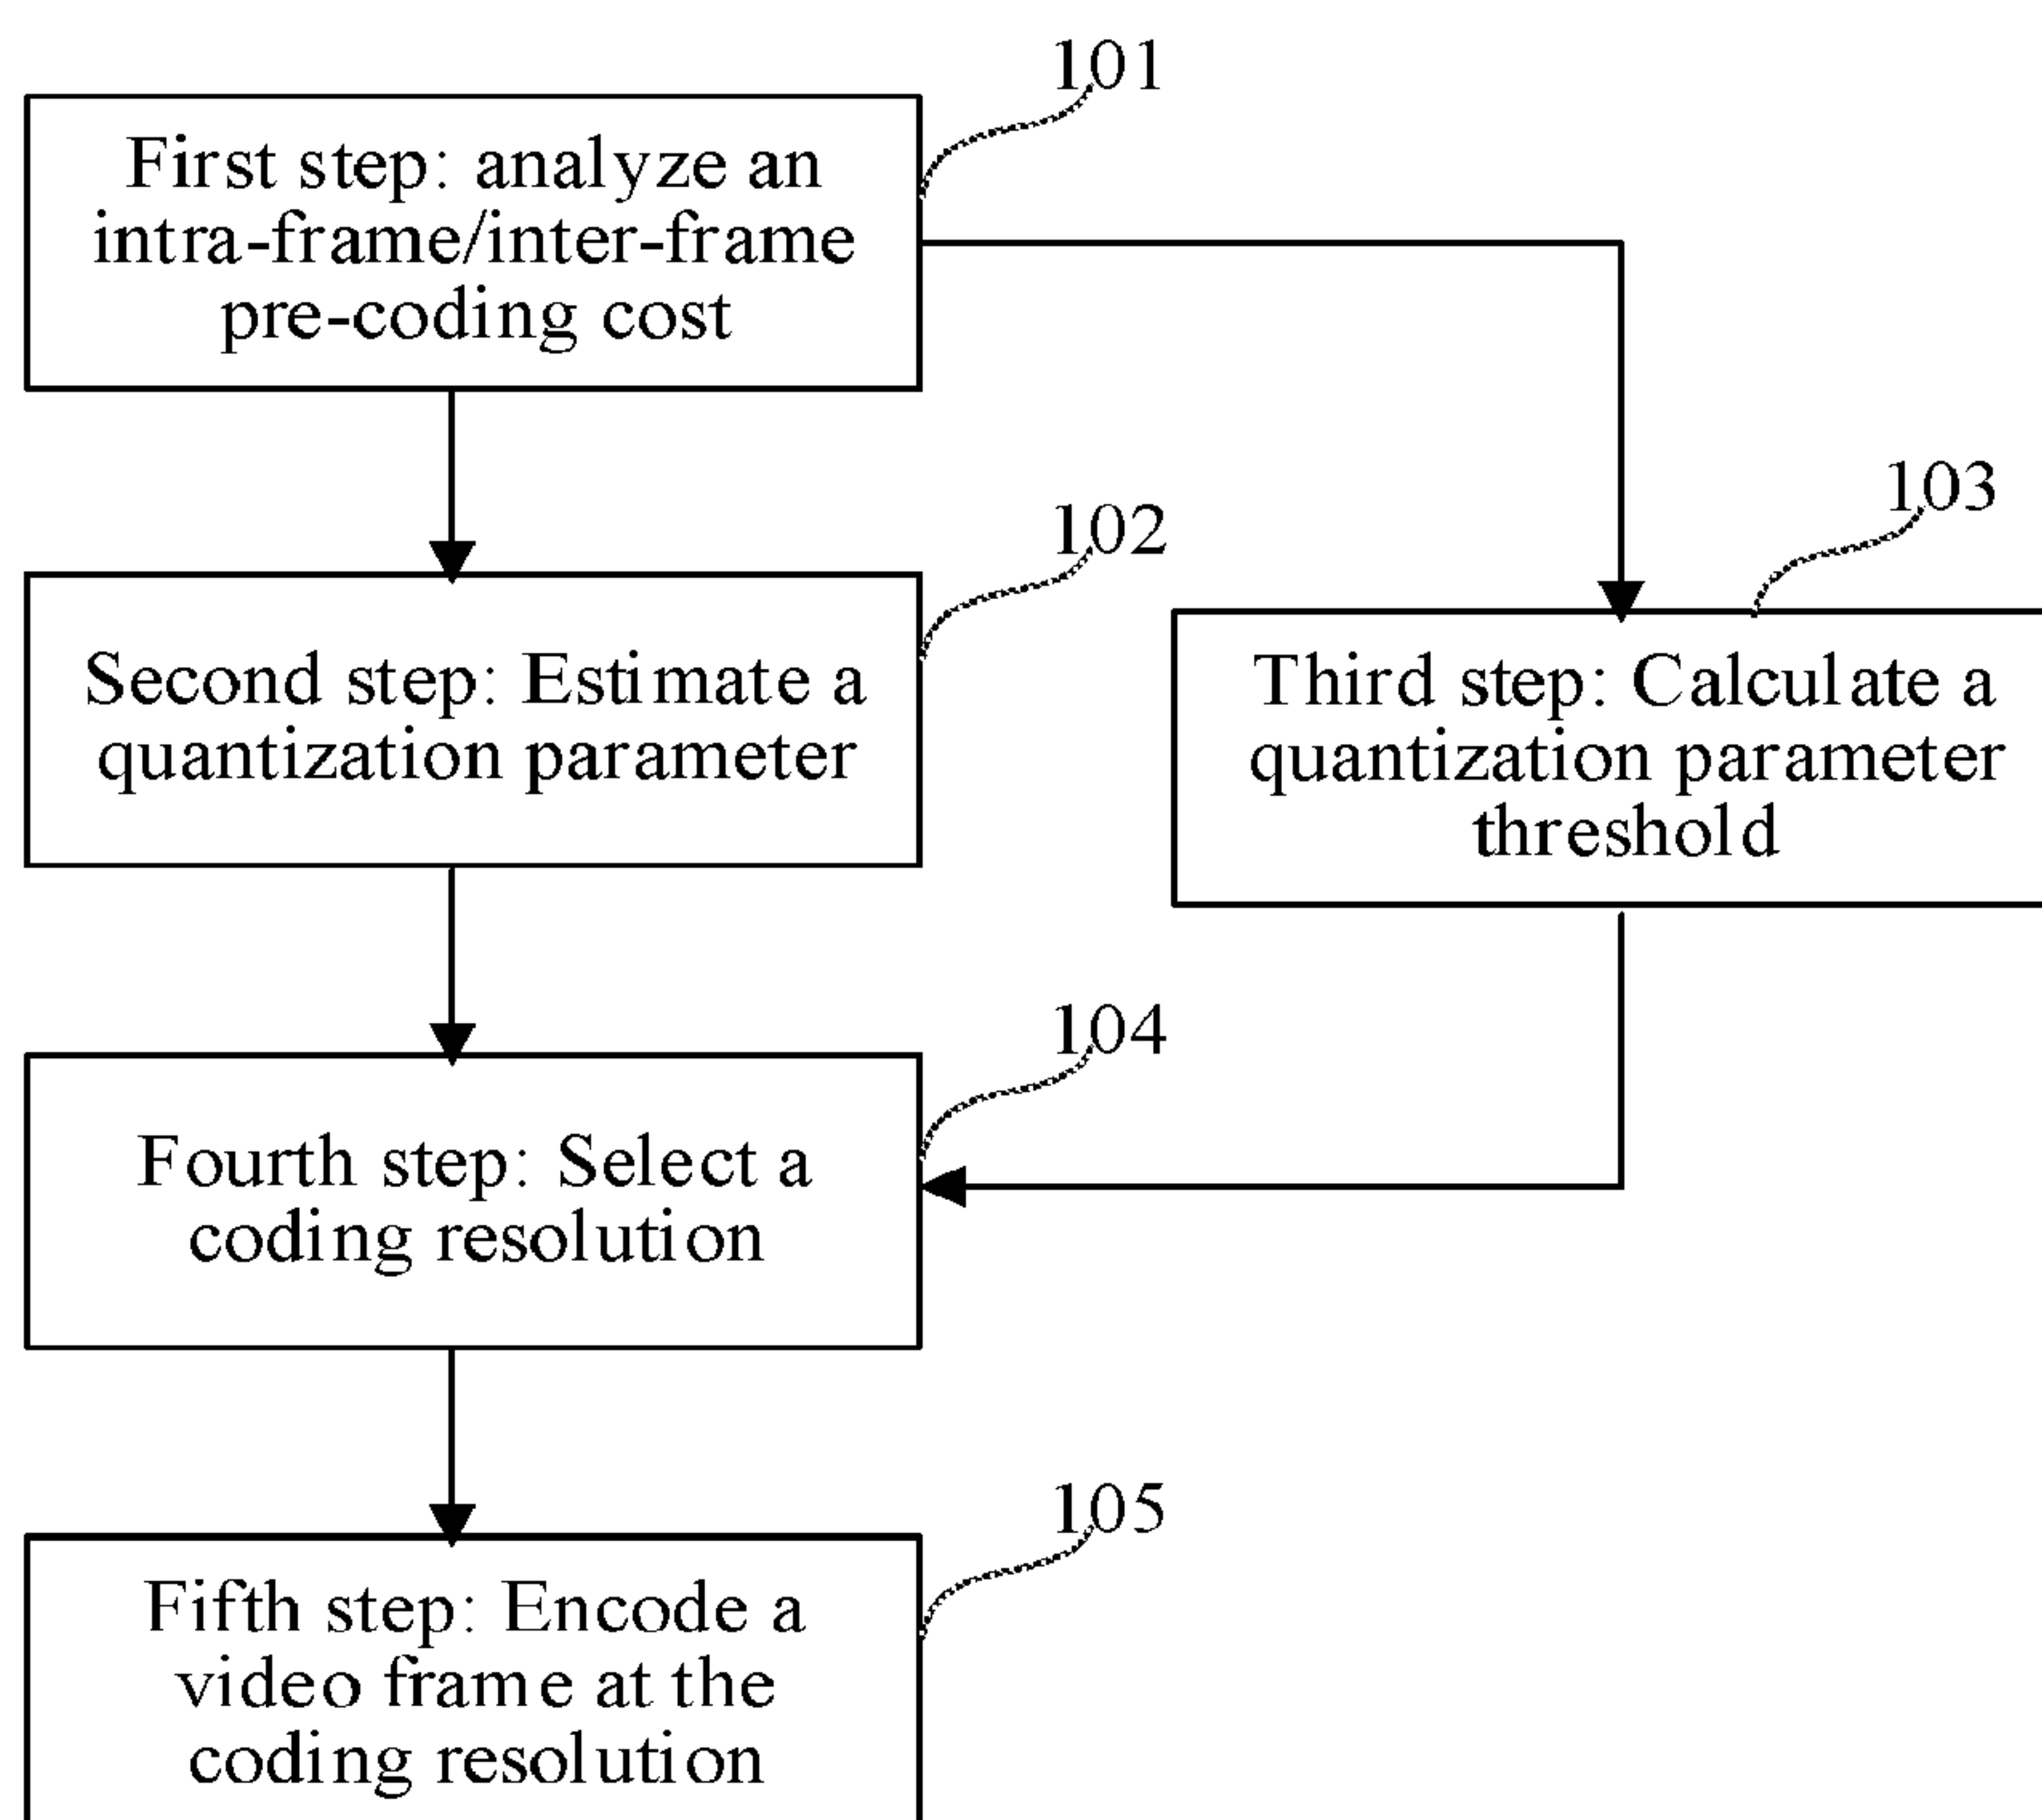 101
First step: analyze an
intra-frame/inter-frame
pre-coding cost
102
Second step: Estimate a
quantization parameter
103
Third step: Calculate a
quantization parameter
threshold
104
Fourth step: Select a
coding resolution
105
Fifth step: Encode a
video frame at the
coding resolution